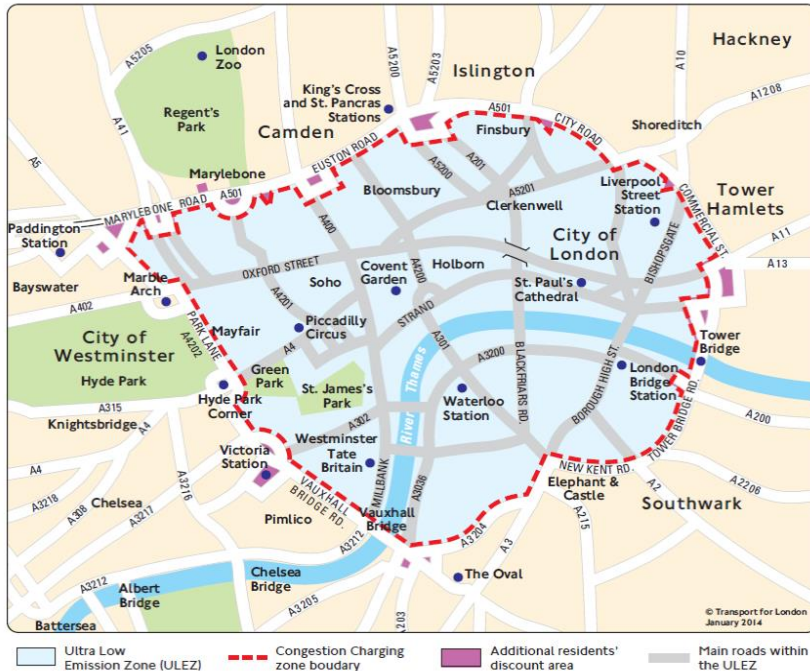 A5205
London
Zoo
A5200
A5203
Islington
A10
Hackney
A41
King's Cross
and St. Pancras
Stations
A1208
Regent's
Park
A501
CITY ROAD
Finsbury
Shoreditch
Camden
EUSTON ROAD
A5
Marylebone
A5200
A201
A501
MARYLEBONE ROAD
Bloomsbury
A5201
Clerkenwell
Liverpool
Street
Station
COMMERCIAL ST.
Tower
Hamlets
Paddington
Station
A400
City of
London
BISHOPSGATE
A11
A13
OXFORD STREET
Soho
Covent
Garden
A4200
Holborn
St. Paul's
Cathedral
Bayswater
Marble
Arch
A402
A4201
STRAND
Mayfair
Piccadilly
Circus
A301
Tower
Bridge
City of
Westminster
Hyde Park
PARK LANE
A4202
A4
Green
Park
St. James's
Park
River Thames
A3200
BLACKFRIARS RD.
BOROUGH HIGH ST.
London
Bridge
Station
Waterloo
Station
Hyde Park
Corner
A315
Knightsbridge
A4
A302
A200
TOWER BRIDGE RD.
Victoria
Station
Westminster
Tate
Britain
MILLBANK
A3036
NEW KENT RD.
Elephant &
Castle
A2
A2206
A4
A3216
A3218
A308
A3217
Chelsea
VAUXHALL
BRIDGE RD.
Vauxhall
Bridge
Southwark
Pimlico
A3212
A3204
A3
A215
Chelsea
Bridge
The Oval
A3212
Albert
Bridge
A3205
A203
Battersea
© Transport for London
January 2014
Ultra Low
Emission Zone (ULEZ)
Congestion Charging
zone boudary
Additional residents'
discount area
Main roads within
the ULEZ